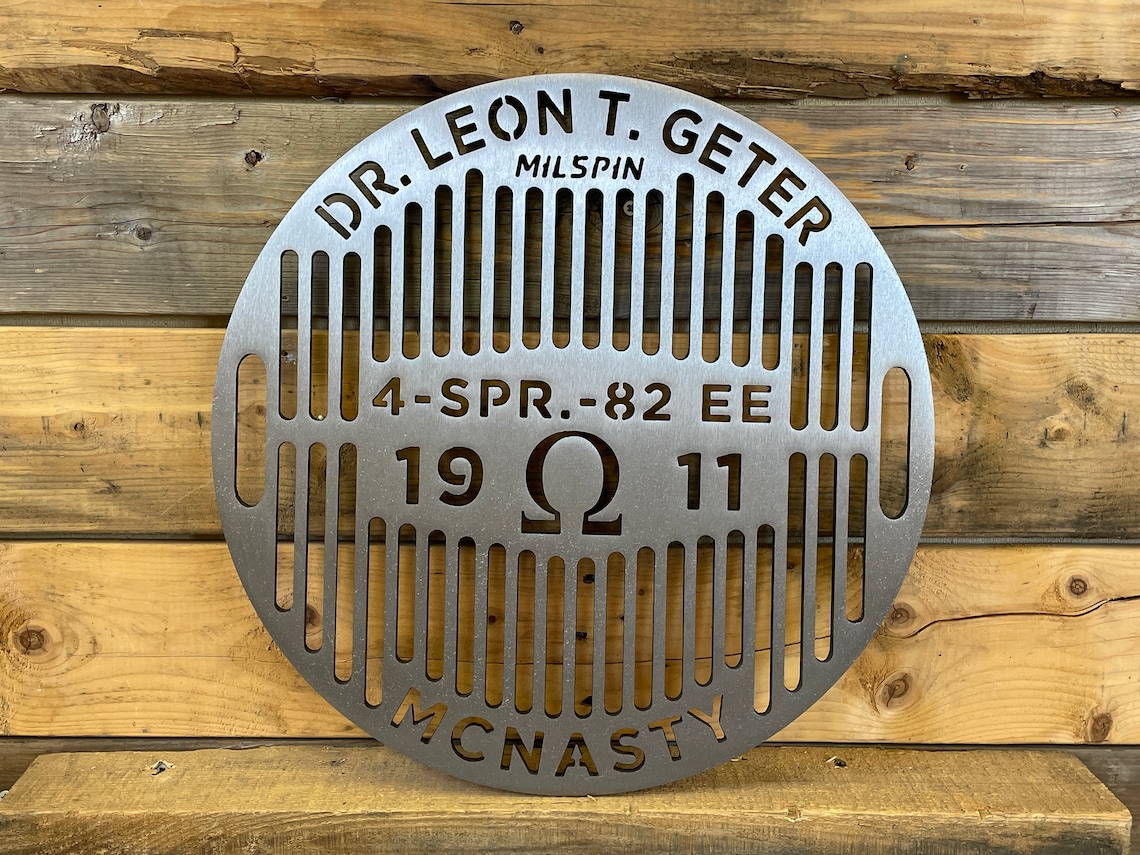 DR. LEON T. GETER
MILSPIN
4-SPR.-82 EE
19 Ω 11
MCNASTY